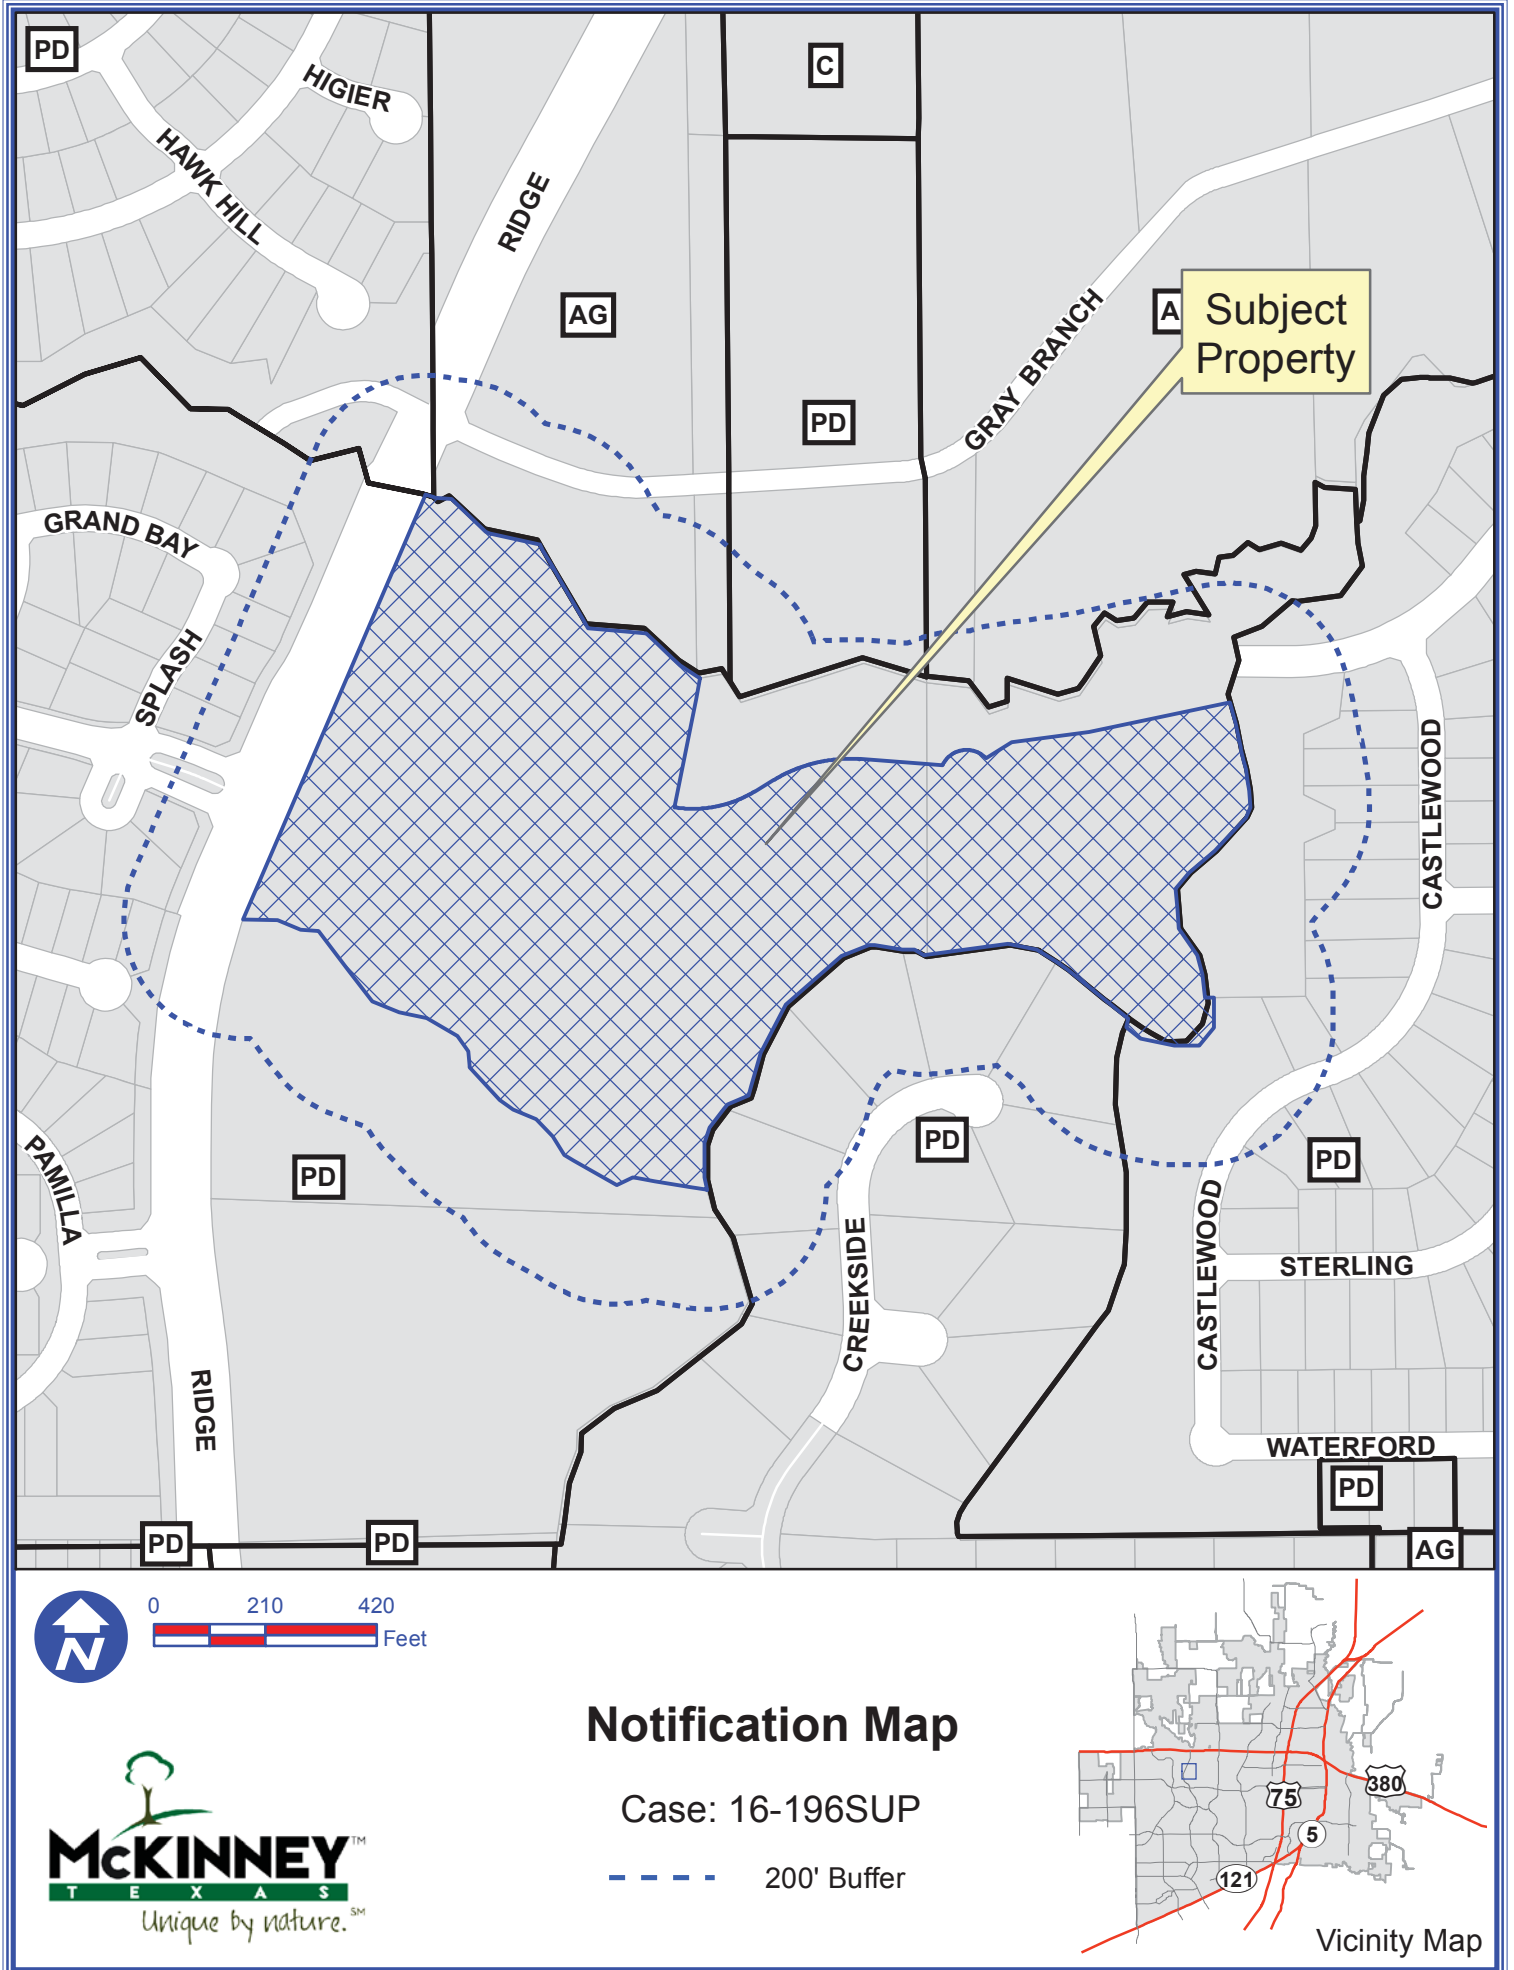 PD
C
HIGIER
HAWK HILL
RIDGE
AG
A
Subject
Property
GRAY BRANCH
PD
GRAND BAY
SPLASH
CASTLEWOOD
PD
PD
PD
PAMILLA
CREEKSIDE
CASTLEWOOD
STERLING
RIDGE
WATERFORD
PD
PD
PD
AG
N
0 210 420
Feet
Notification Map
Case: 16-196SUP
200' Buffer
McKINNEY™
TEXAS
Unique by nature.℠
75
380
5
121
Vicinity Map